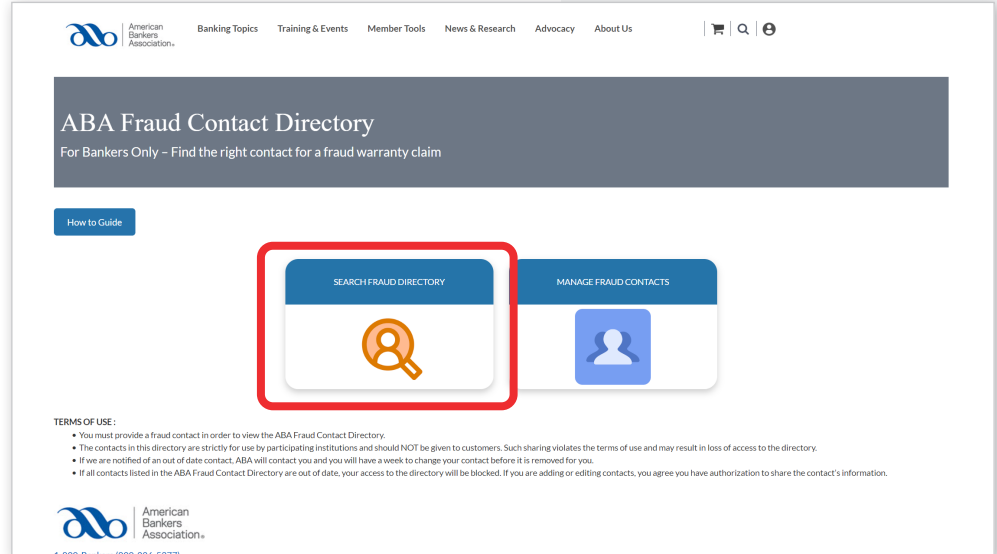 American
Bankers
Association®
Banking Topics Training & Events Member Tools News & Research Advocacy About Us
ABA Fraud Contact Directory
For Bankers Only – Find the right contact for a fraud warranty claim
How to Guide
SEARCH FRAUD DIRECTORY MANAGE FRAUD CONTACTS
TERMS OF USE :
• You must provide a fraud contact in order to view the ABA Fraud Contact Directory.
• The contacts in this directory are strictly for use by participating institutions and should NOT be given to customers. Such sharing violates the terms of use and may result in loss of access to the directory.
• If we are notified of an out of date contact, ABA will contact you and you will have a week to change your contact before it is removed for you.
• If all contacts listed in the ABA Fraud Contact Directory are out of date, your access to the directory will be blocked. If you are adding or editing contacts, you agree you have authorization to share the contact's information.
American
Bankers
Association®